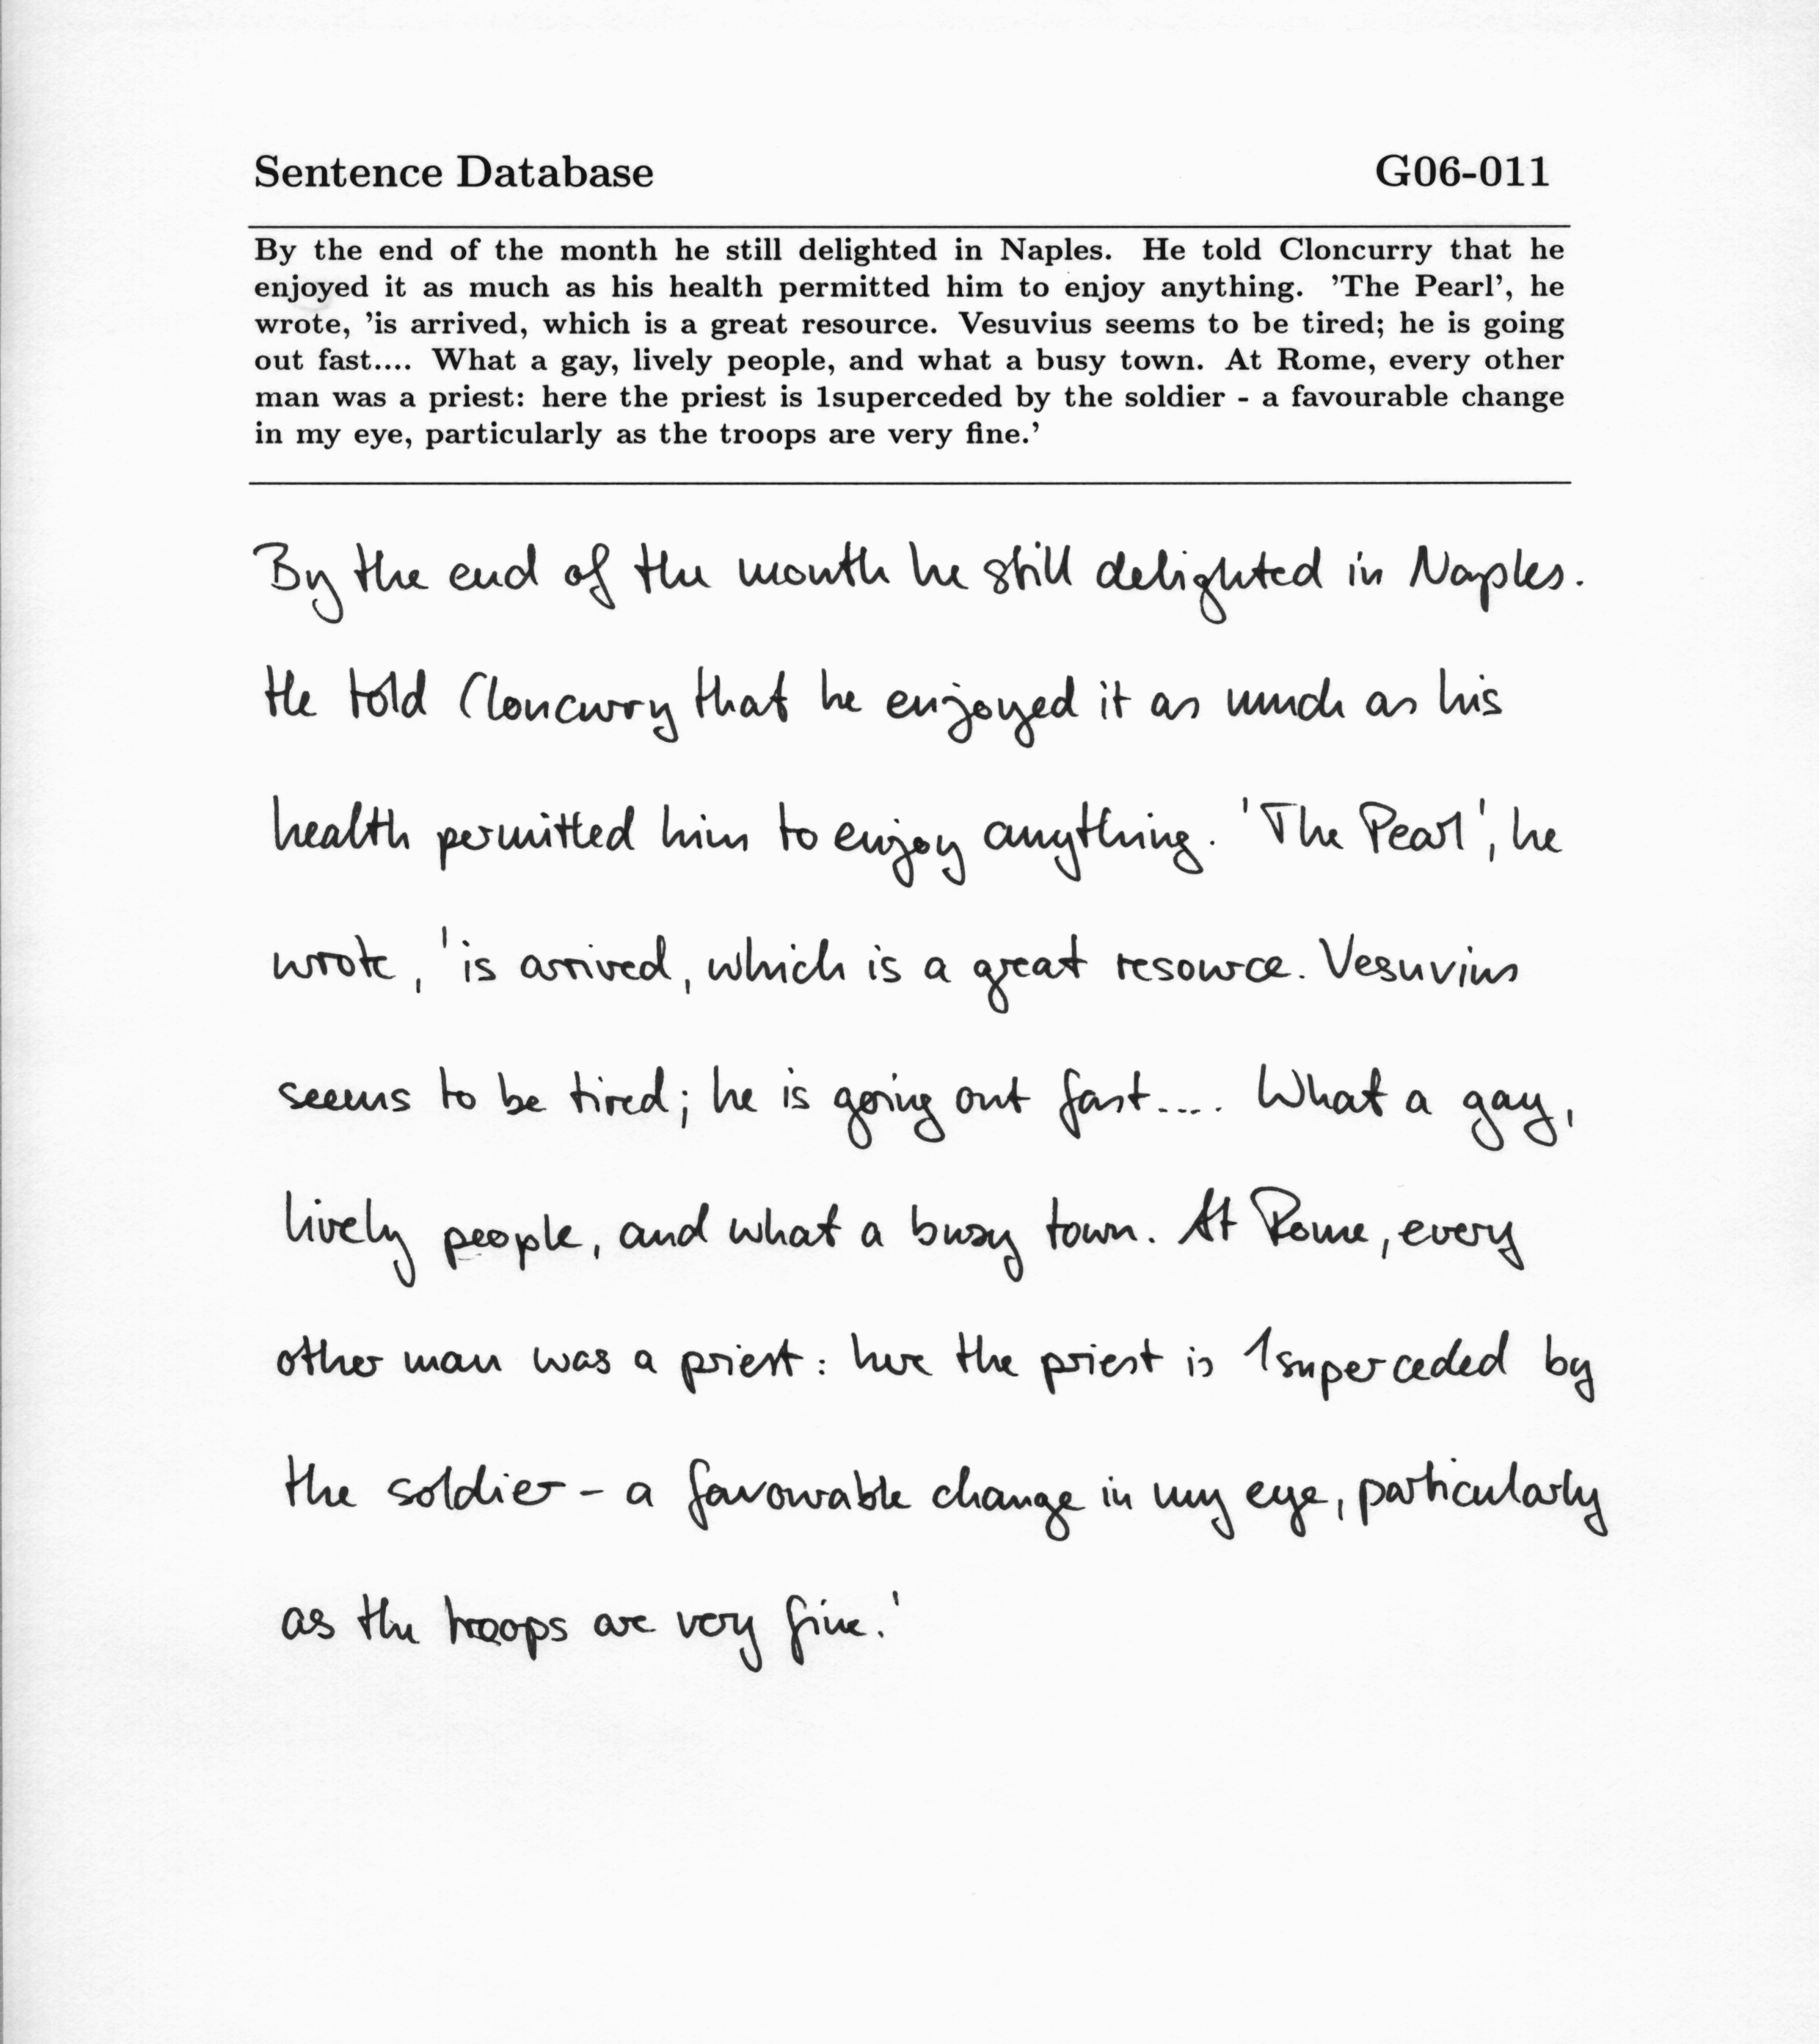 Sentence Database G06-011
By the end of the month he still delighted in Naples. He told Cloncurry that he
enjoyed it as much as his health permitted him to enjoy anything. 'The Pearl', he
wrote, 'is arrived, which is a great resource. Vesuvius seems to be tired; he is going
out fast.... What a gay, lively people, and what a busy town. At Rome, every other
man was a priest: here the priest is 1superceded by the soldier - a favourable change
in my eye, particularly as the troops are very fine.'
By the end of the month he still delighted in Naples.
He told Cloncurry that he enjoyed it as much as his
health permitted him to enjoy anything. 'The Pearl', he
wrote, 'is arrived, which is a great resource. Vesuvius
seems to be tired; he is going out fast.... What a gay,
lively people, and what a busy town. At Rome, every
other man was a priest: here the priest is 1superceded by
the soldier - a favourable change in my eye, particularly
as the troops are very fine.'